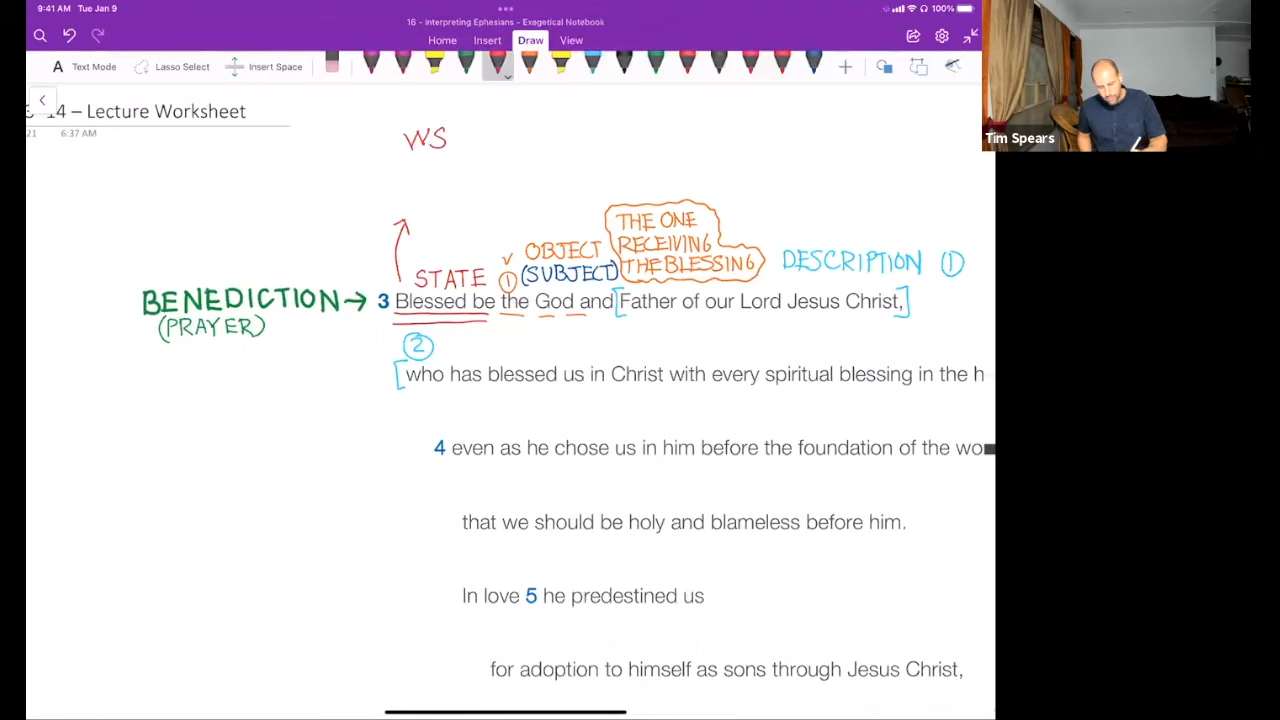 9:41 AM Tue Jan 9
100%
16 - Interpreting Ephesians - Exegetical Notebook
Home Insert Draw View
Text Mode Lasso Select Insert Space
14 – Lecture Worksheet
21 6:37 AM
Tim Spears
WS
THE ONE
RECEIVING
THE BLESSING
OBJECT
(SUBJECT)
STATE
1
DESCRIPTION 1
BENEDICTION → 3 Blessed be the God and [Father of our Lord Jesus Christ,]
(PRAYER)
2
[who has blessed us in Christ with every spiritual blessing in the h
4 even as he chose us in him before the foundation of the wo
that we should be holy and blameless before him.
In love 5 he predestined us
for adoption to himself as sons through Jesus Christ,